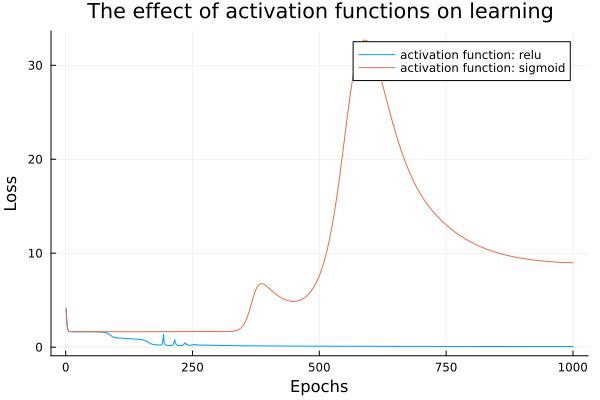 The effect of activation functions on learning
activation function: relu
activation function: sigmoid
30
20
10
0
Loss
0 250 500 750 1000
Epochs